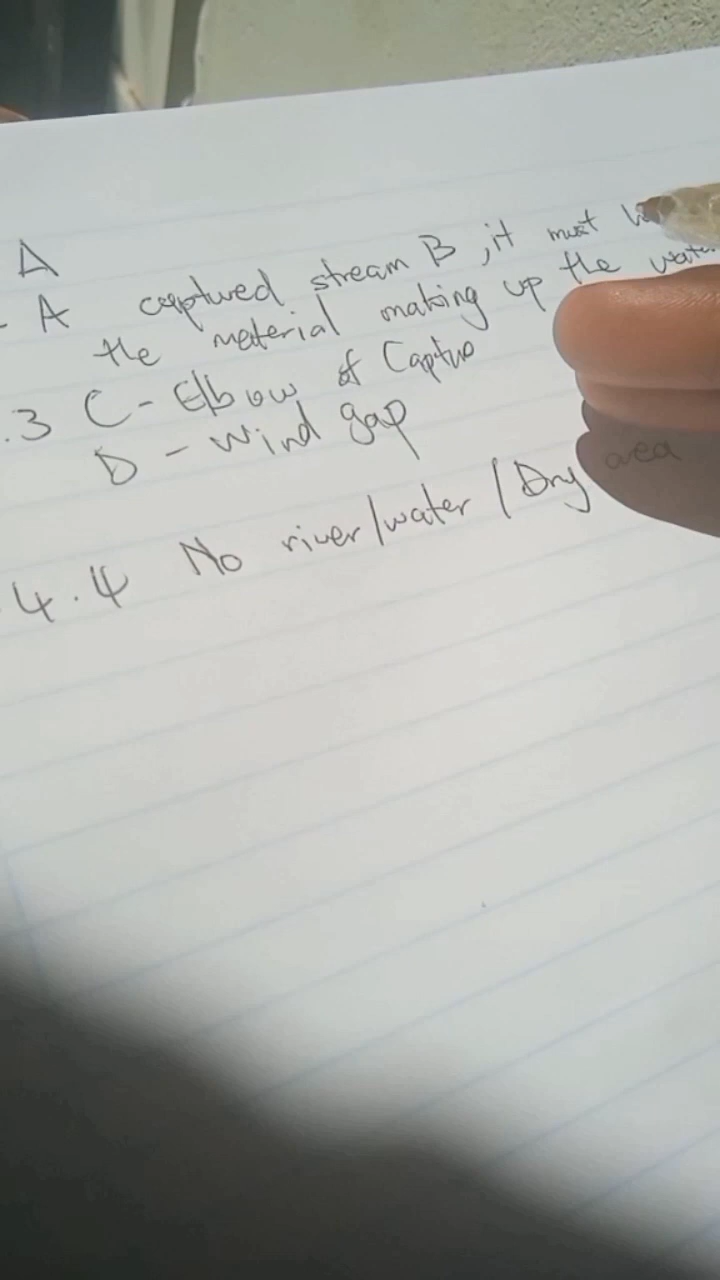 A
- A captured stream B, it must
the material making up the
.3 C - Elbow of Captue
D - Wind gap
4.4 No river/water / Dry area